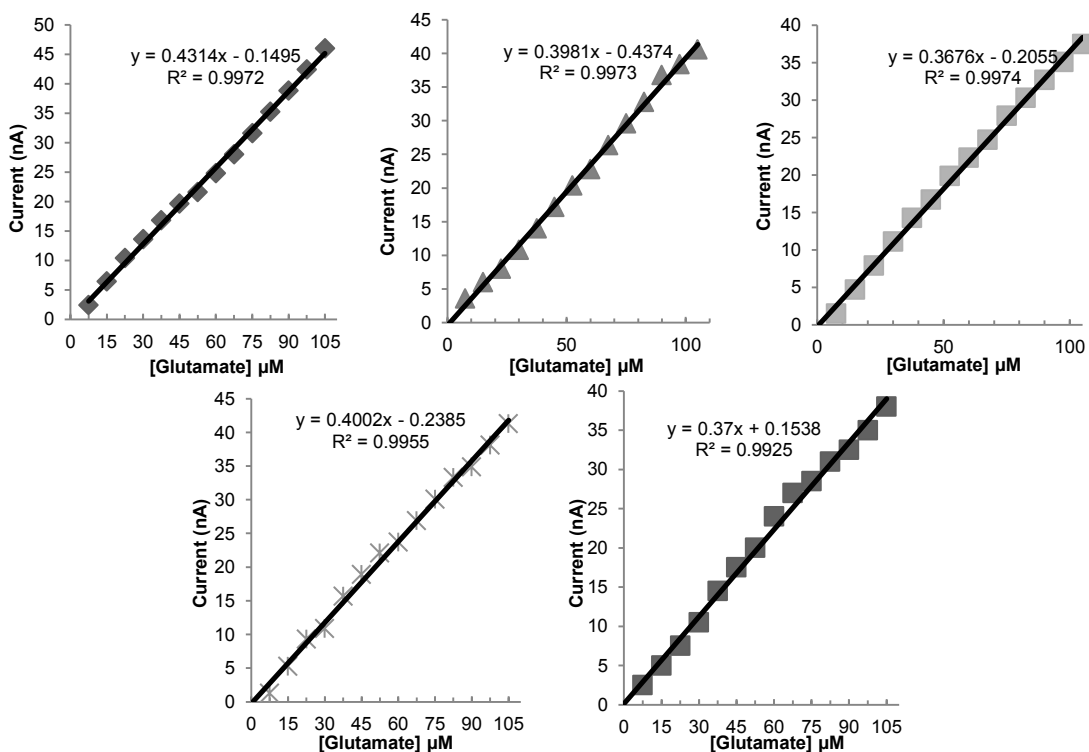 y = 0.4314x - 0.1495
R² = 0.9972
Current (nA)
50
45
40
35
30
25
20
15
10
5
0
0 15 30 45 60 75 90 105
[Glutamate] µM
y = 0.3981x - 0.4374
R² = 0.9973
Current (nA)
45
40
35
30
25
20
15
10
5
0
0 50 100
[Glutamate] µM
y = 0.3676x - 0.2055
R² = 0.9974
Current (nA)
40
35
30
25
20
15
10
5
0
0 50 100
[Glutamate] µM
y = 0.4002x - 0.2385
R² = 0.9955
Current (nA)
45
40
35
30
25
20
15
10
5
0
0 15 30 45 60 75 90 105
[Glutamate] µM
y = 0.37x + 0.1538
R² = 0.9925
Current (nA)
40
35
30
25
20
15
10
5
0
0 15 30 45 60 75 90 105
[Glutamate] µM